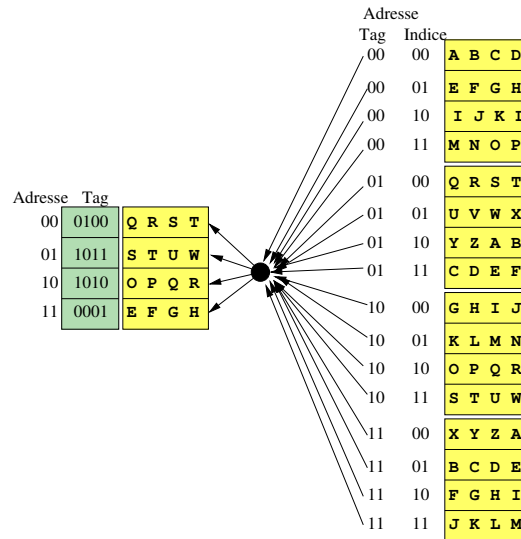 Adresse Tag
00 0100 Q R S T
01 1011 S T U W
10 1010 O P Q R
11 0001 E F G H
Adresse
Tag Indice
00 00 A B C D
00 01 E F G H
00 10 I J K L
00 11 M N O P
01 00 Q R S T
01 01 U V W X
01 10 Y Z A B
01 11 C D E F
10 00 G H I J
10 01 K L M N
10 10 O P Q R
10 11 S T U W
11 00 X Y Z A
11 01 B C D E
11 10 F G H I
11 11 J K L M